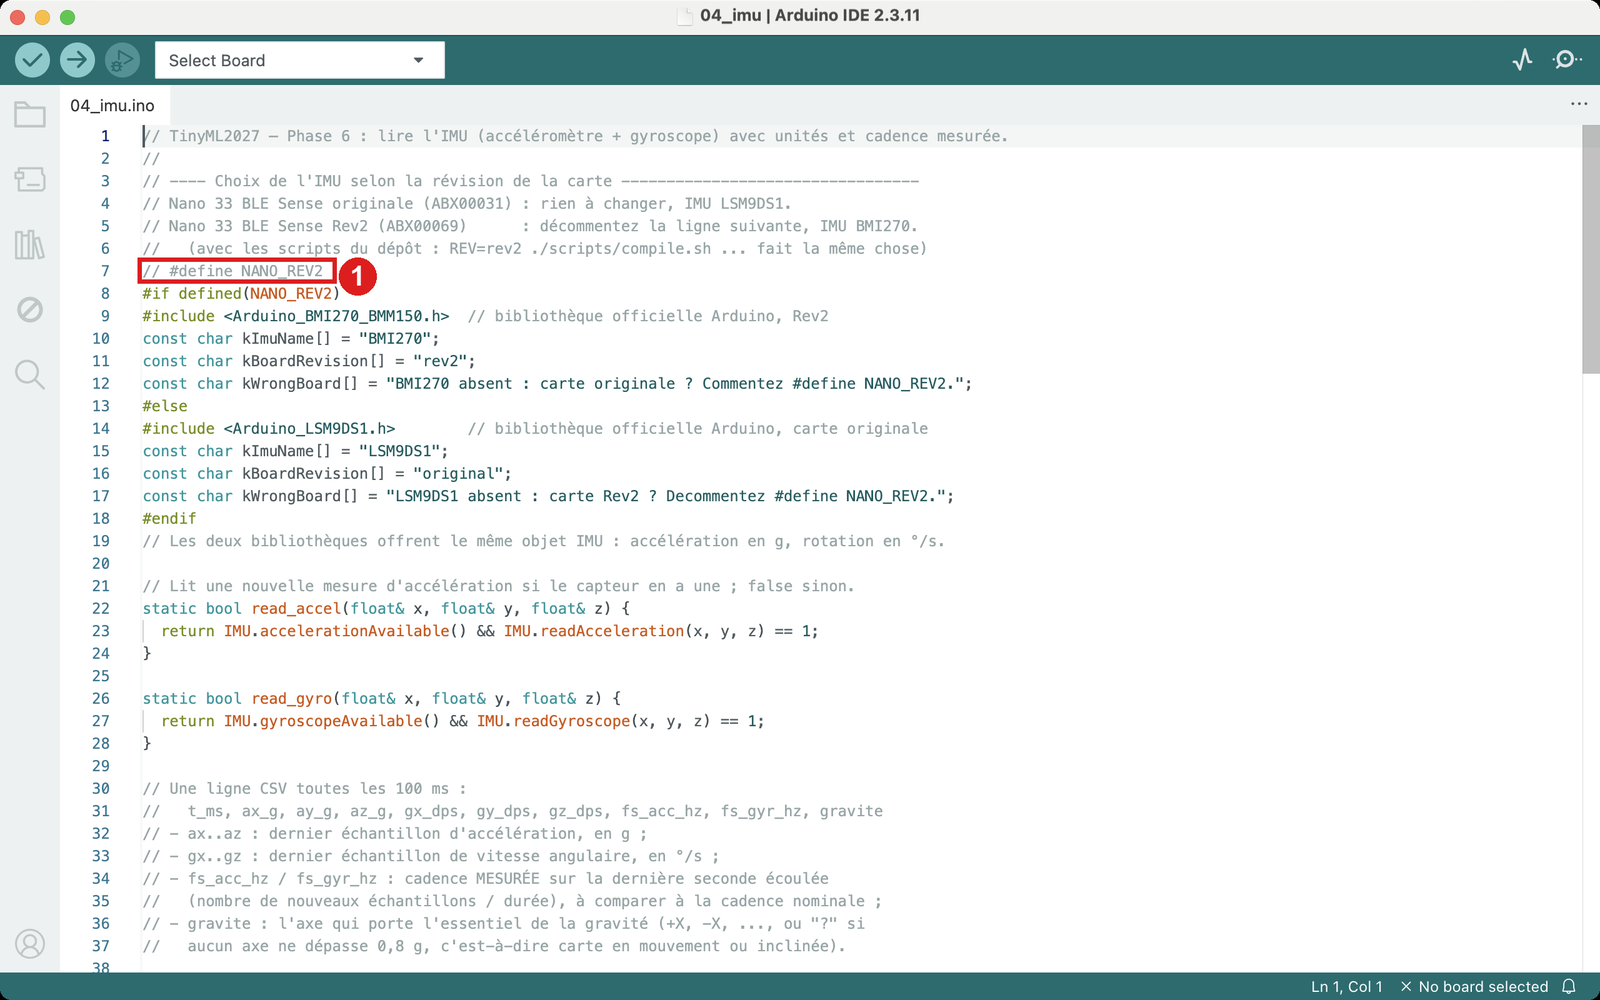 04_imu | Arduino IDE 2.3.11
Select Board
04_imu.ino
1 // TinyML2027 — Phase 6 : lire l'IMU (accéléromètre + gyroscope) avec unités et cadence mesurée.
2 //
3 // ---- Choix de l'IMU selon la révision de la carte ---------------------------------
4 // Nano 33 BLE Sense originale (ABX00031) : rien à changer, IMU LSM9DS1.
5 // Nano 33 BLE Sense Rev2 (ABX00069)      : décommentez la ligne suivante, IMU BMI270.
6 //   (avec les scripts du dépôt : REV=rev2 ./scripts/compile.sh ... fait la même chose)
7 // #define NANO_REV2 1
8 #if defined(NANO_REV2)
9 #include <Arduino_BMI270_BMM150.h>  // bibliothèque officielle Arduino, Rev2
10 const char kImuName[] = "BMI270";
11 const char kBoardRevision[] = "rev2";
12 const char kWrongBoard[] = "BMI270 absent : carte originale ? Commentez #define NANO_REV2.";
13 #else
14 #include <Arduino_LSM9DS1.h>        // bibliothèque officielle Arduino, carte originale
15 const char kImuName[] = "LSM9DS1";
16 const char kBoardRevision[] = "original";
17 const char kWrongBoard[] = "LSM9DS1 absent : carte Rev2 ? Decommentez #define NANO_REV2.";
18 #endif
19 // Les deux bibliothèques offrent le même objet IMU : accélération en g, rotation en °/s.
20
21 // Lit une nouvelle mesure d'accélération si le capteur en a une ; false sinon.
22 static bool read_accel(float& x, float& y, float& z) {
23   return IMU.accelerationAvailable() && IMU.readAcceleration(x, y, z) == 1;
24 }
25
26 static bool read_gyro(float& x, float& y, float& z) {
27   return IMU.gyroscopeAvailable() && IMU.readGyroscope(x, y, z) == 1;
28 }
29
30 // Une ligne CSV toutes les 100 ms :
31 //   t_ms, ax_g, ay_g, az_g, gx_dps, gy_dps, gz_dps, fs_acc_hz, fs_gyr_hz, gravite
32 // - ax..az : dernier échantillon d'accélération, en g ;
33 // - gx..gz : dernier échantillon de vitesse angulaire, en °/s ;
34 // - fs_acc_hz / fs_gyr_hz : cadence MESURÉE sur la dernière seconde écoulée
35 //   (nombre de nouveaux échantillons / durée), à comparer à la cadence nominale ;
36 // - gravite : l'axe qui porte l'essentiel de la gravité (+X, -X, ..., ou "?" si
37 //   aucun axe ne dépasse 0,8 g, c'est-à-dire carte en mouvement ou inclinée).
38
Ln 1, Col 1 × No board selected